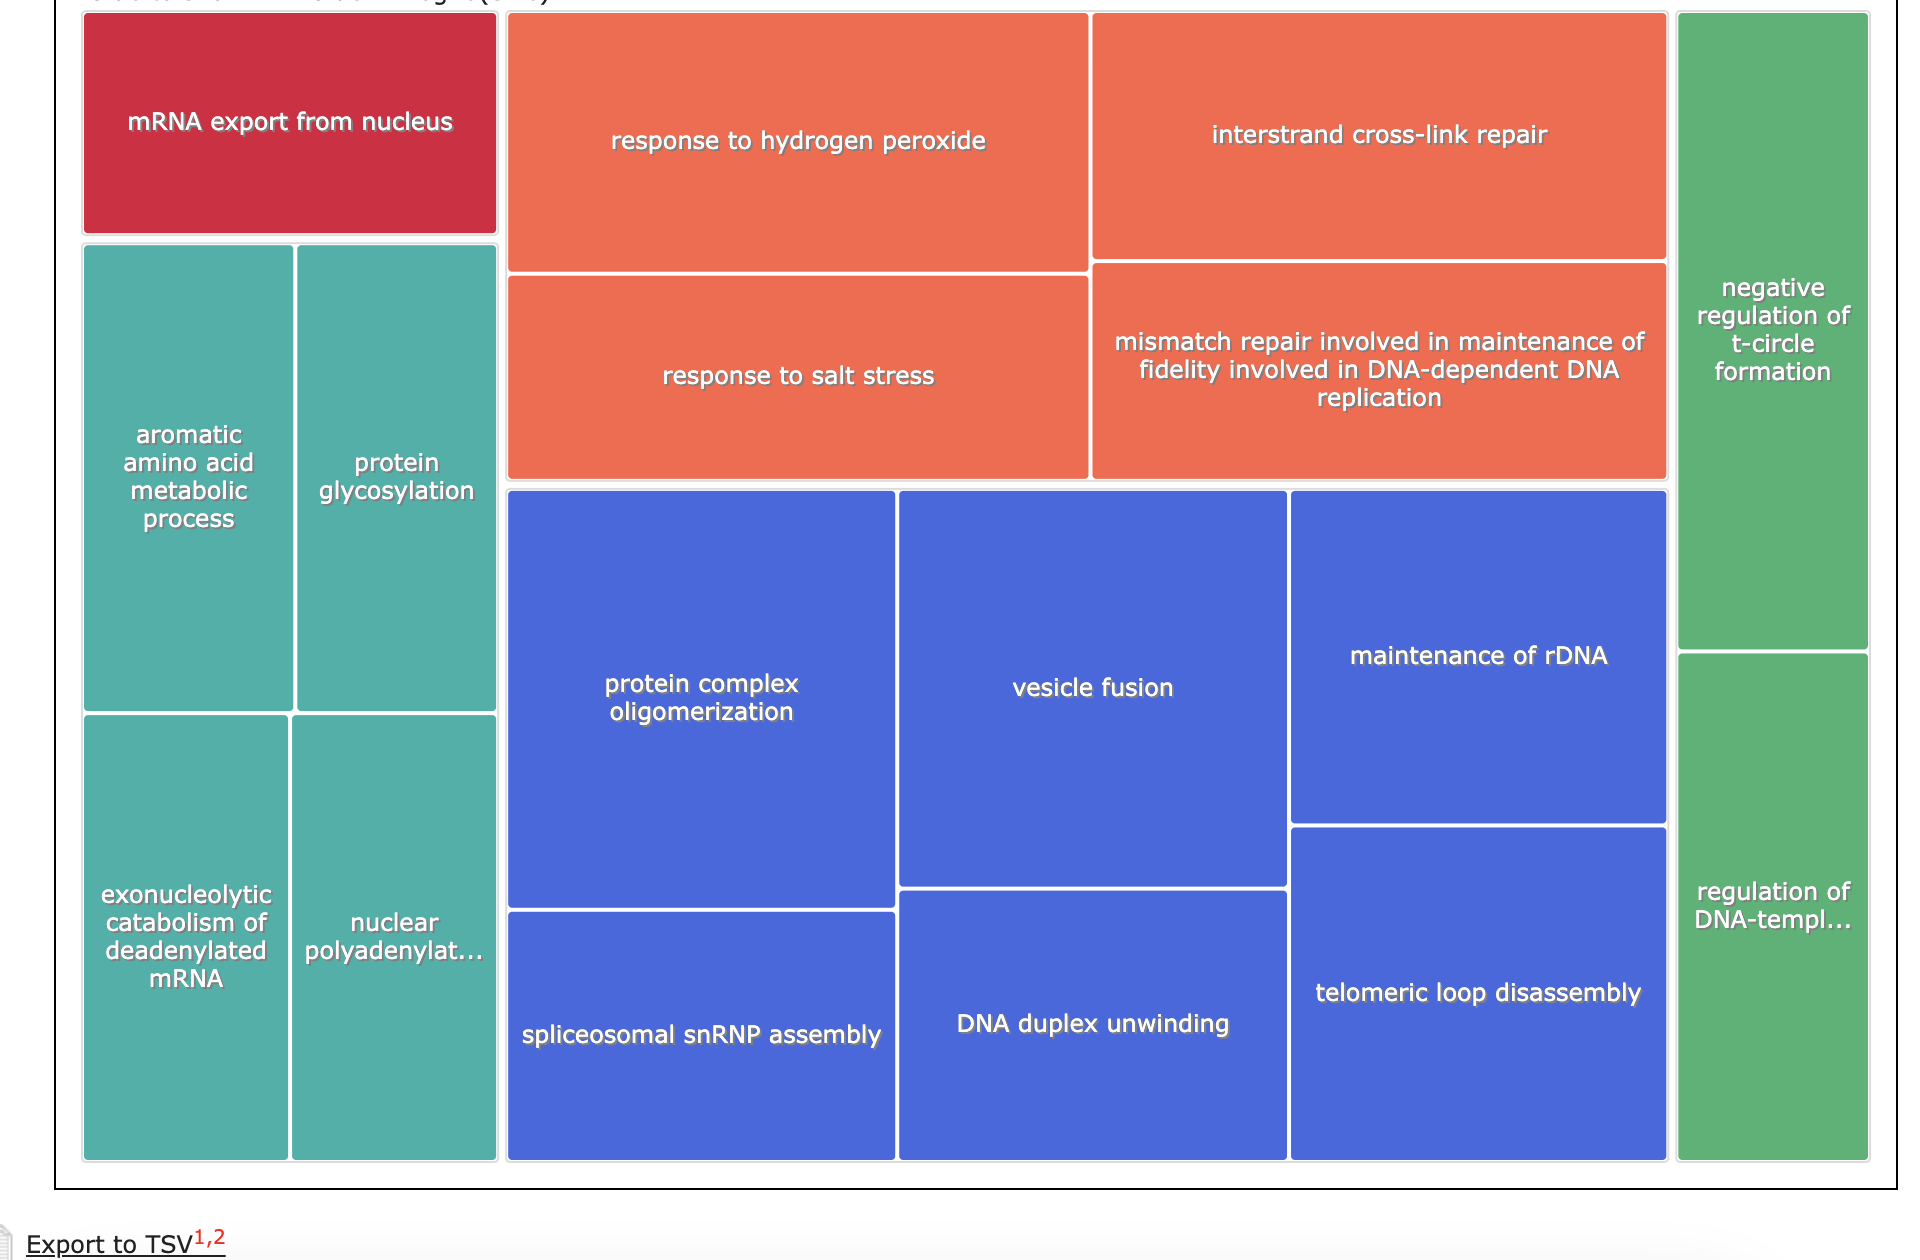 mRNA export from nucleus
response to hydrogen peroxide
interstrand cross-link repair
response to salt stress
mismatch repair involved in maintenance of
fidelity involved in DNA-dependent DNA
replication
negative
regulation of
t-circle
formation
aromatic
amino acid
metabolic
process
protein
glycosylation
exonucleolytic
catabolism of
deadenylated
mRNA
nuclear
polyadenylat...
protein complex
oligomerization
vesicle fusion
maintenance of rDNA
spliceosomal snRNP assembly
DNA duplex unwinding
telomeric loop disassembly
regulation of
DNA-templ...
Export to TSV1,2